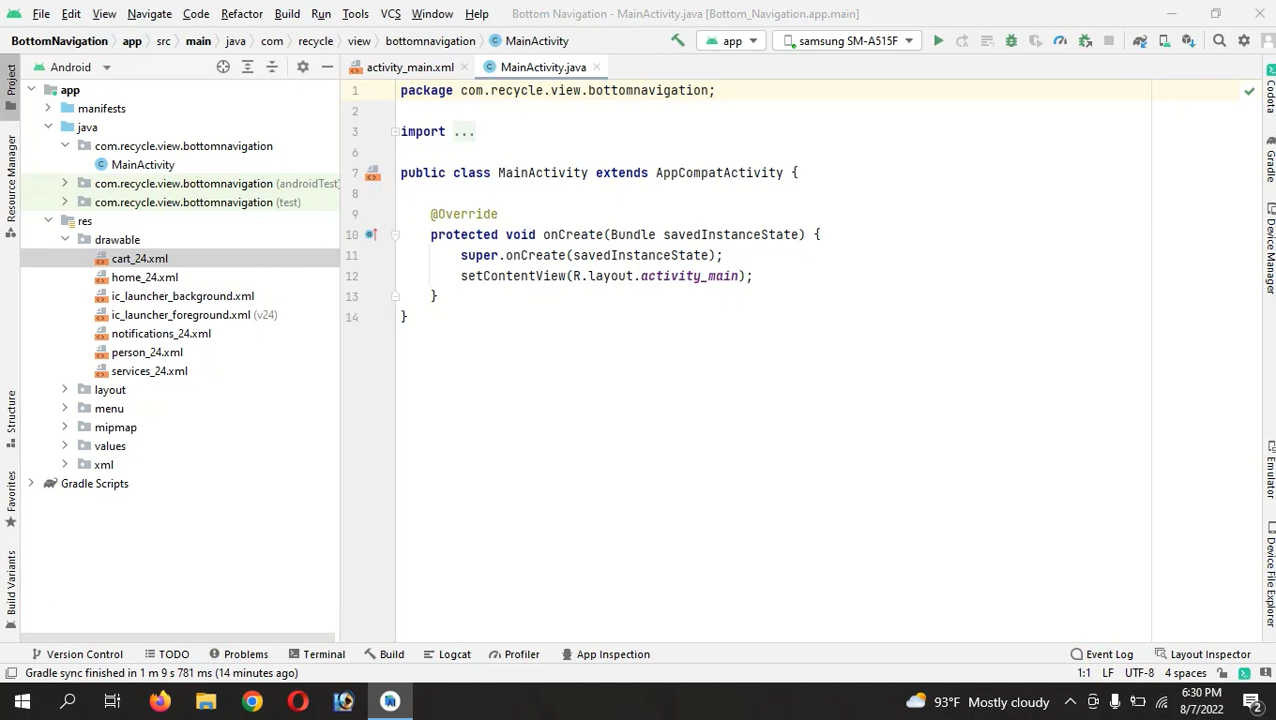 File Edit View Navigate Code Refactor Build Run Tools VCS Window Help Bottom Navigation - MainActivity.java [Bottom_Navigation.app.main]
BottomNavigation app src main java com recycle view bottomnavigation MainActivity app samsung SM-A515F
Android activity_main.xml MainActivity.java
app
manifests
java
com.recycle.view.bottomnavigation
MainActivity
com.recycle.view.bottomnavigation (androidTest)
com.recycle.view.bottomnavigation (test)
res
drawable
cart_24.xml
home_24.xml
ic_launcher_background.xml
ic_launcher_foreground.xml (v24)
notifications_24.xml
person_24.xml
services_24.xml
layout
menu
mipmap
values
xml
Gradle Scripts
1 package com.recycle.view.bottomnavigation;
2
3 import ...
6
7 public class MainActivity extends AppCompatActivity {
8
9 @Override
10 protected void onCreate(Bundle savedInstanceState) {
11 super.onCreate(savedInstanceState);
12 setContentView(R.layout.activity_main);
13 }
14 }
Project
Resource Manager
Structure
Favorites
Build Variants
Codota
Gradle
Device Manager
Emulator
Device File Explorer
Version Control TODO Problems Terminal Build Logcat Profiler App Inspection Event Log Layout Inspector
Gradle sync finished in 1 m 9 s 781 ms (14 minutes ago) 1:1 LF UTF-8 4 spaces
93°F Mostly cloudy 6:30 PM
8/7/2022
2